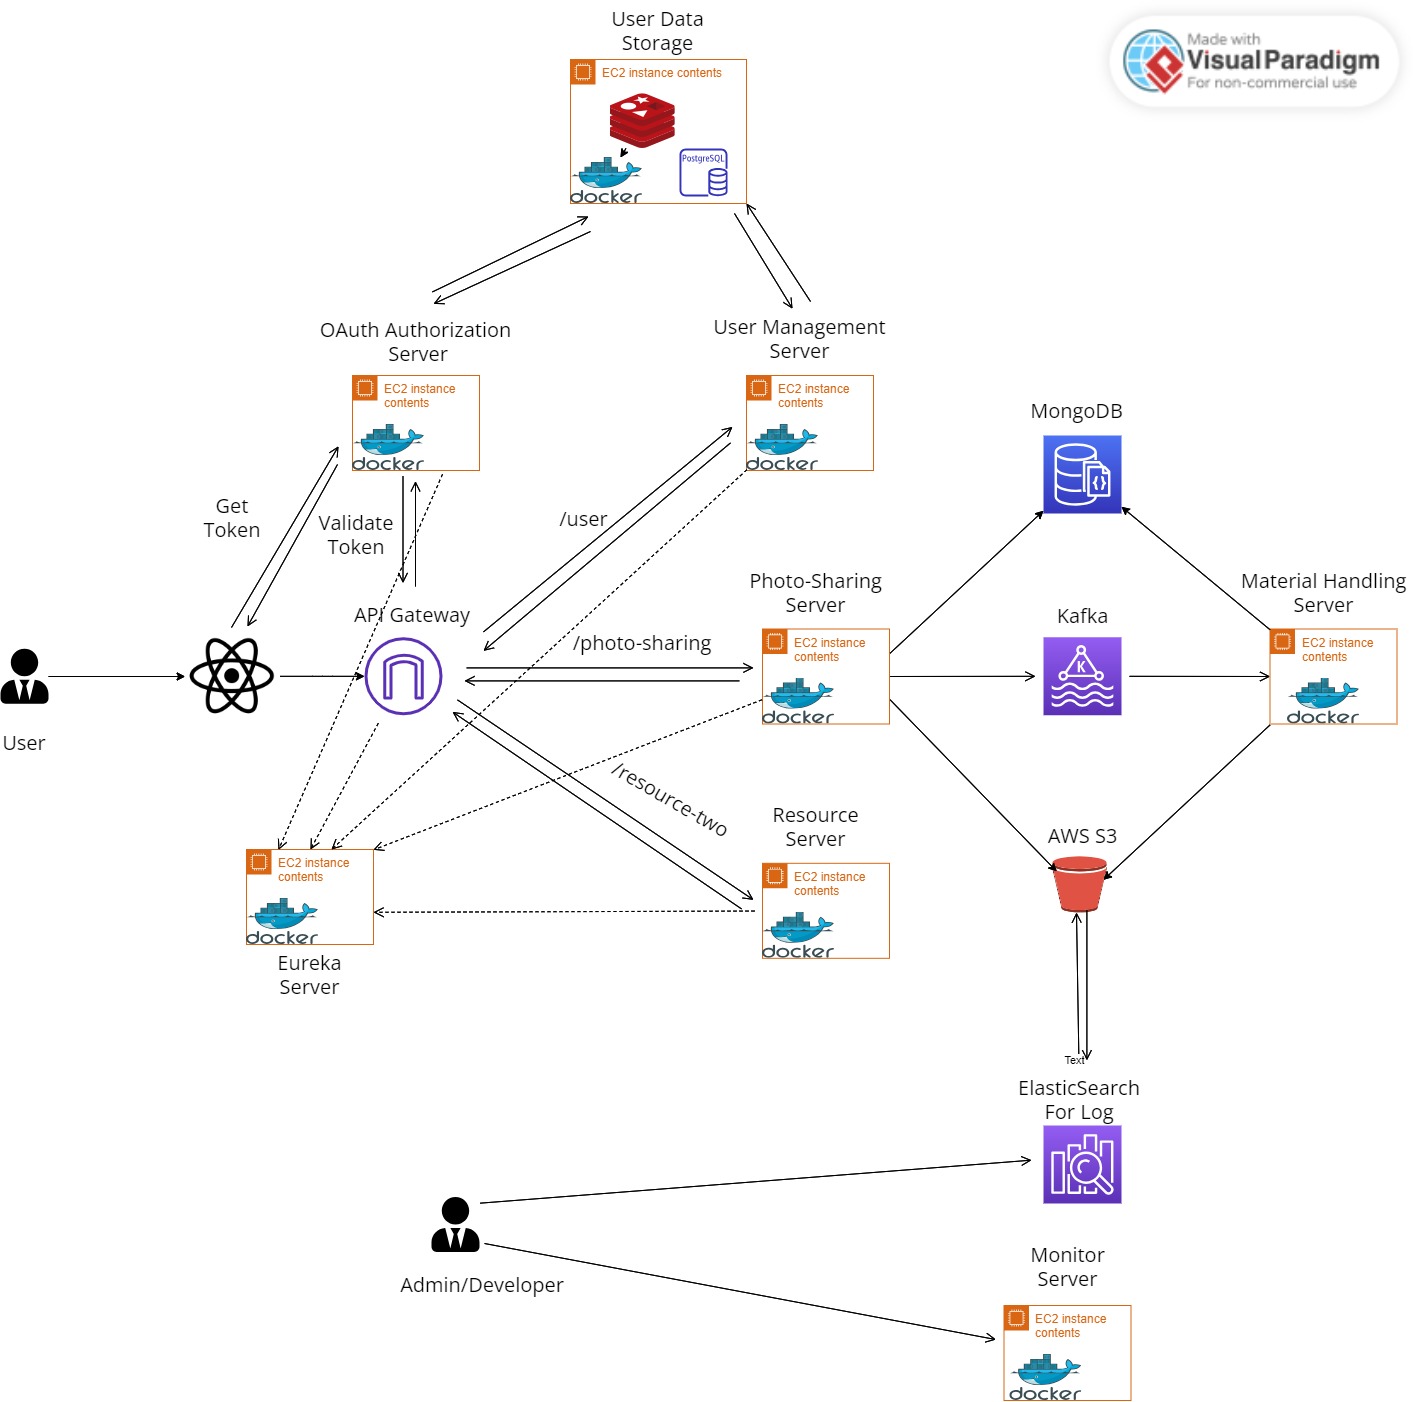 User Data
Storage
Made with
Visual Paradigm
For non-commercial use
EC2 instance contents
PostgreSQL
docker
OAuth Authorization
Server
User Management
Server
EC2 instance
contents
docker
EC2 instance
contents
docker
MongoDB
Get
Token
Validate
Token
/user
Photo-Sharing
Server
Material Handling
Server
API Gateway
Kafka
/photo-sharing
EC2 instance
contents
docker
K
EC2 instance
contents
docker
User
/resource-two
Resource
Server
AWS S3
EC2 instance
contents
docker
EC2 instance
contents
docker
Eureka
Server
Text
ElasticSearch
For Log
Admin/Developer
Monitor
Server
EC2 instance
contents
docker